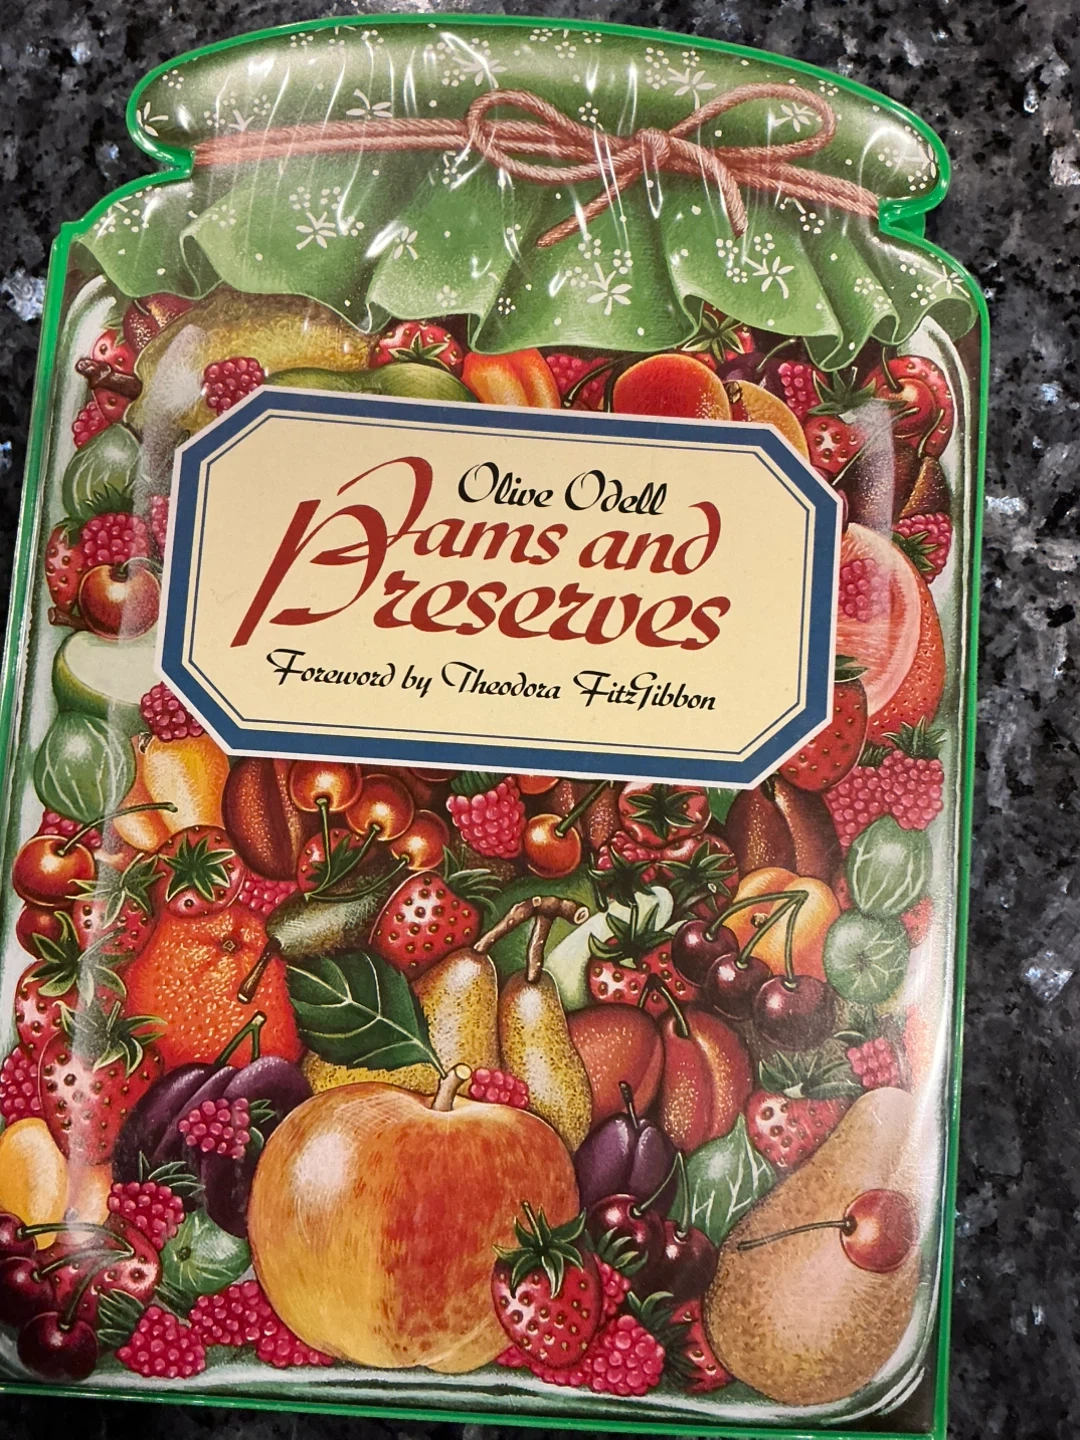 Olive Odell
Jams and
Preserves
Foreword by Theodora FitzGibbon